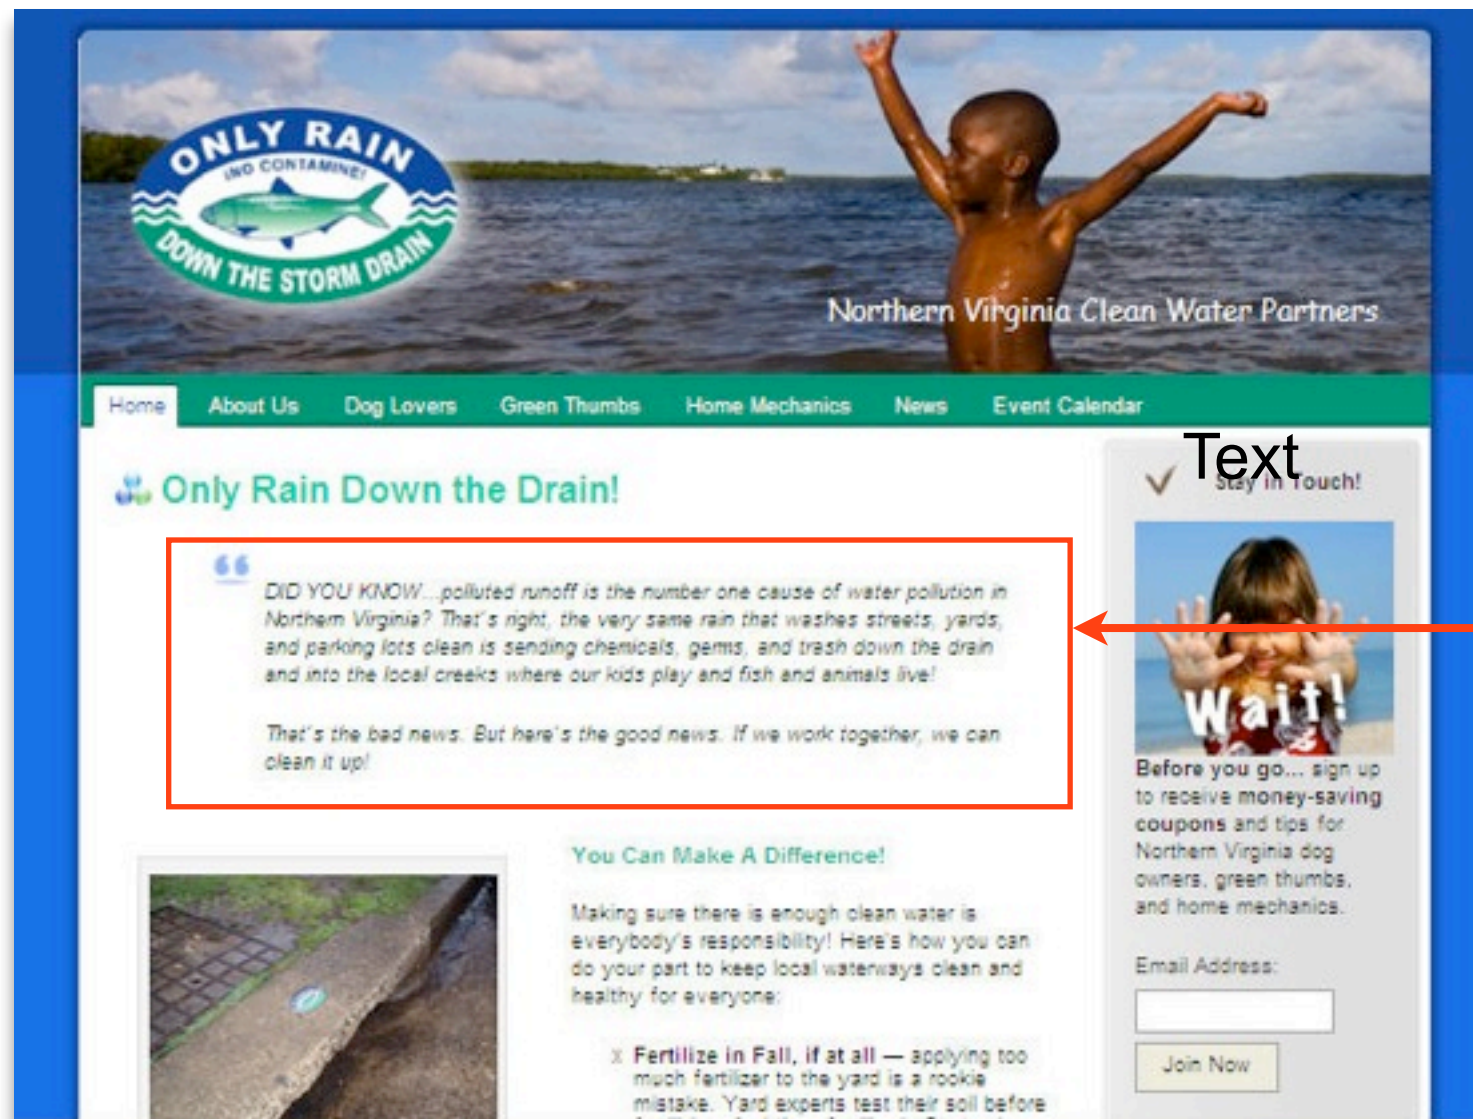 ONLY RAIN
¡NO CONTAMINE!
DOWN THE STORM DRAIN
Northern Virginia Clean Water Partners
Home About Us Dog Lovers Green Thumbs Home Mechanics News Event Calendar
Text
Only Rain Down the Drain!
Stay in Touch!
“
DID YOU KNOW...polluted runoff is the number one cause of water pollution in
Northern Virginia? That's right, the very same rain that washes streets, yards,
and parking lots clean is sending chemicals, germs, and trash down the drain
and into the local creeks where our kids play and fish and animals live!
That's the bad news. But here's the good news. If we work together, we can
clean it up!
Wait!
Before you go... sign up
to receive money-saving
coupons and tips for
Northern Virginia dog
owners, green thumbs,
and home mechanics.
Email Address:
Join Now
You Can Make A Difference!
Making sure there is enough clean water is
everybody's responsibility! Here's how you can
do your part to keep local waterways clean and
healthy for everyone:
Fertilize in Fall, if at all — applying too
much fertilizer to the yard is a rookie
mistake. Yard experts test their soil before